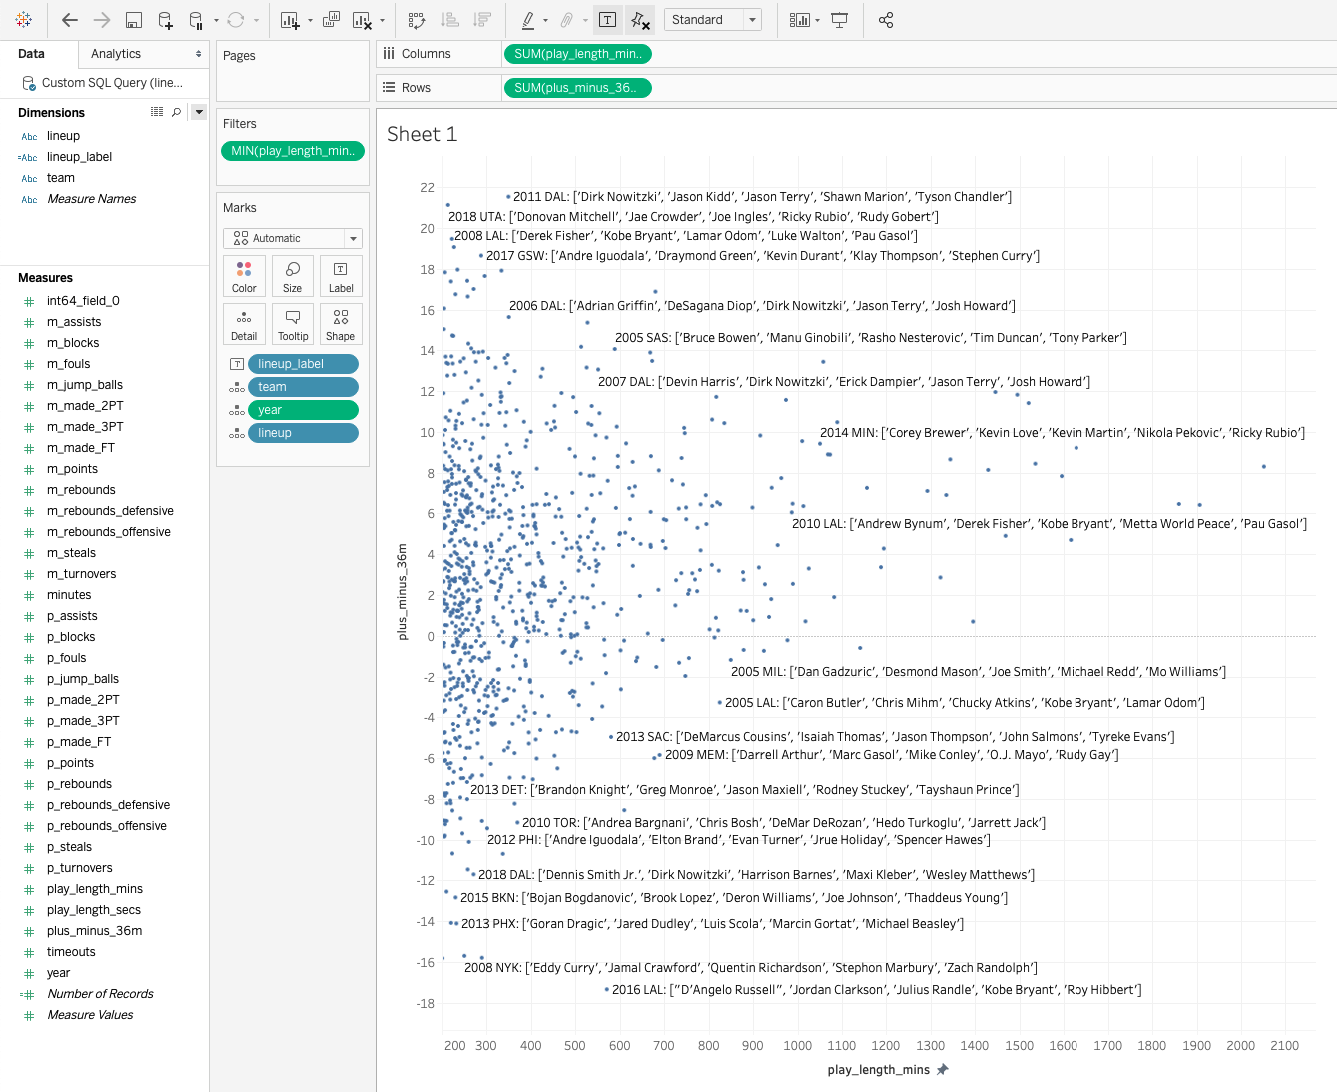 Standard
Data
Analytics
Custom SQL Query (line...
Dimensions
Abc lineup
=Abc lineup_label
Abc team
Abc Measure Names
Measures
# int64_field_0
# m_assists
# m_blocks
# m_fouls
# m_jump_balls
# m_made_2PT
# m_made_3PT
# m_made_FT
# m_points
# m_rebounds
# m_rebounds_defensive
# m_rebounds_offensive
# m_steals
# m_turnovers
# minutes
# p_assists
# p_blocks
# p_fouls
# p_jump_balls
# p_made_2PT
# p_made_3PT
# p_made_FT
# p_points
# p_rebounds
# p_rebounds_defensive
# p_rebounds_offensive
# p_steals
# p_turnovers
# play_length_mins
# play_length_secs
# plus_minus_36m
# timeouts
# year
=# Number of Records
# Measure Values
Pages
Filters
MIN(play_length_min..
Marks
Automatic
Color
Size
Label
Detail
Tooltip
Shape
lineup_label
team
year
lineup
Columns
SUM(play_length_min..
Rows
SUM(plus_minus_36..
Sheet 1
plus_minus_36m
22
20
18
16
14
12
10
8
6
4
2
0
-2
-4
-6
-8
-10
-12
-14
-16
-18
2011 DAL: ['Dirk Nowitzki', 'Jason Kidd', 'Jason Terry', 'Shawn Marion', 'Tyson Chandler']
2018 UTA: ['Donovan Mitchell', 'Jae Crowder', 'Joe Ingles', 'Ricky Rubio', 'Rudy Gobert']
2008 LAL: ['Derek Fisher', 'Kobe Bryant', 'Lamar Odom', 'Luke Walton', 'Pau Gasol']
2017 GSW: ['Andre Iguodala', 'Draymond Green', 'Kevin Durant', 'Klay Thompson', 'Stephen Curry']
2006 DAL: ['Adrian Griffin', 'DeSagana Diop', 'Dirk Nowitzki', 'Jason Terry', 'Josh Howard']
2005 SAS: ['Bruce Bowen', 'Manu Ginobili', 'Rasho Nesterovic', 'Tim Duncan', 'Tony Parker']
2007 DAL: ['Devin Harris', 'Dirk Nowitzki', 'Erick Dampier', 'Jason Terry', 'Josh Howard']
2014 MIN: ['Corey Brewer', 'Kevin Love', 'Kevin Martin', 'Nikola Pekovic', 'Ricky Rubio']
2010 LAL: ['Andrew Bynum', 'Derek Fisher', 'Kobe Bryant', 'Metta World Peace', 'Pau Gasol']
2005 MIL: ['Dan Gadzuric', 'Desmond Mason', 'Joe Smith', 'Michael Redd', 'Mo Williams']
2005 LAL: ['Caron Butler', 'Chris Mihm', 'Chucky Atkins', 'Kobe Bryant', 'Lamar Odom']
2013 SAC: ['DeMarcus Cousins', 'Isaiah Thomas', 'Jason Thompson', 'John Salmons', 'Tyreke Evans']
2009 MEM: ['Darrell Arthur', 'Marc Gasol', 'Mike Conley', 'O.J. Mayo', 'Rudy Gay']
2013 DET: ['Brandon Knight', 'Greg Monroe', 'Jason Maxiell', 'Rodney Stuckey', 'Tayshaun Prince']
2010 TOR: ['Andrea Bargnani', 'Chris Bosh', 'DeMar DeRozan', 'Hedo Turkoglu', 'Jarrett Jack']
2012 PHI: ['Andre Iguodala', 'Elton Brand', 'Evan Turner', 'Jrue Holiday', 'Spencer Hawes']
2018 DAL: ['Dennis Smith Jr.', 'Dirk Nowitzki', 'Harrison Barnes', 'Maxi Kleber', 'Wesley Matthews']
2015 BKN: ['Bojan Bogdanovic', 'Brook Lopez', 'Deron Williams', 'Joe Johnson', 'Thaddeus Young']
2013 PHX: ['Goran Dragic', 'Jared Dudley', 'Luis Scola', 'Marcin Gortat', 'Michael Beasley']
2008 NYK: ['Eddy Curry', 'Jamal Crawford', 'Quentin Richardson', 'Stephon Marbury', 'Zach Randolph']
2016 LAL: ["D'Angelo Russell", 'Jordan Clarkson', 'Julius Randle', 'Kobe Bryant', 'Roy Hibbert']
200 300 400 500 600 700 800 900 1000 1100 1200 1300 1400 1500 1600 1700 1800 1900 2000 2100
play_length_mins